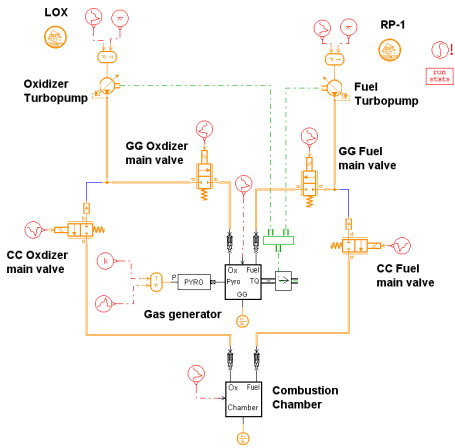 LOX
RP-1
!
run
stats
Oxidizer
Turbopump
Fuel
Turbopump
GG Oxdizer
main valve
GG Fuel
main valve
CC Oxdizer
main valve
CC Fuel
main valve
k
P
PYRO
Ox Fuel
Pyro TQ
GG
Gas generator
Ox Fuel
Chamber
Combustion
Chamber